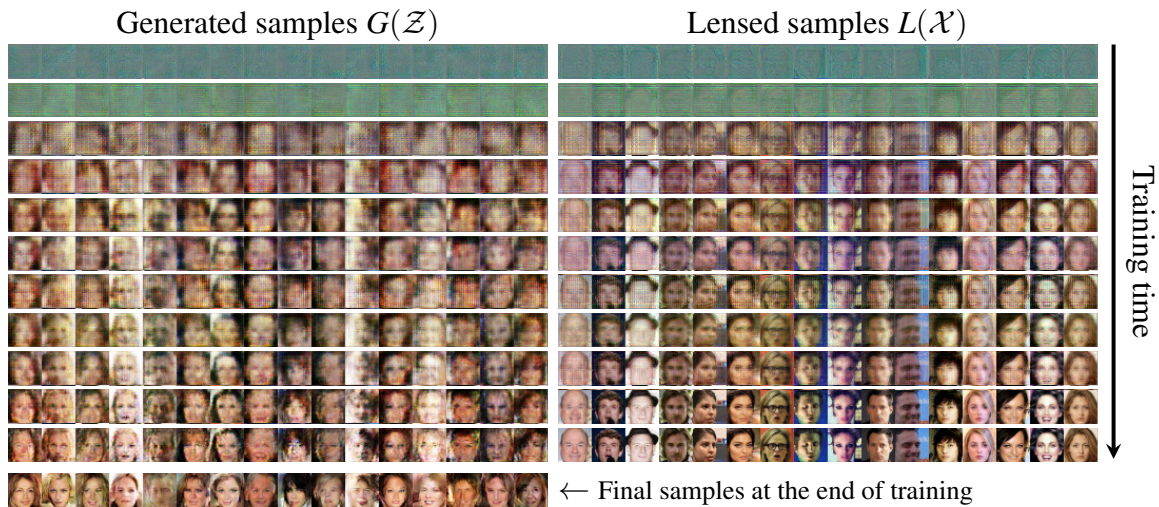 Generated samples G(𝒵)
Lensed samples L(𝒳)
Training time
← Final samples at the end of training